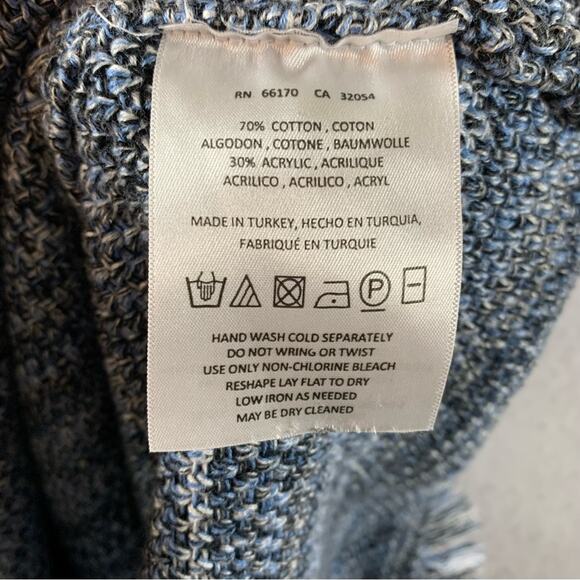 RN 66170 CA 32054
70% COTTON , COTON
ALGODON , COTONE , BAUMWOLLE
30% ACRYLIC , ACRILIQUE
ACRILICO , ACRILICO , ACRYL
MADE IN TURKEY, HECHO EN TURQUIA,
FABRIQUÉ EN TURQUIE
P
HAND WASH COLD SEPARATELY
DO NOT WRING OR TWIST
USE ONLY NON-CHLORINE BLEACH
RESHAPE LAY FLAT TO DRY
LOW IRON AS NEEDED
MAY BE DRY CLEANED